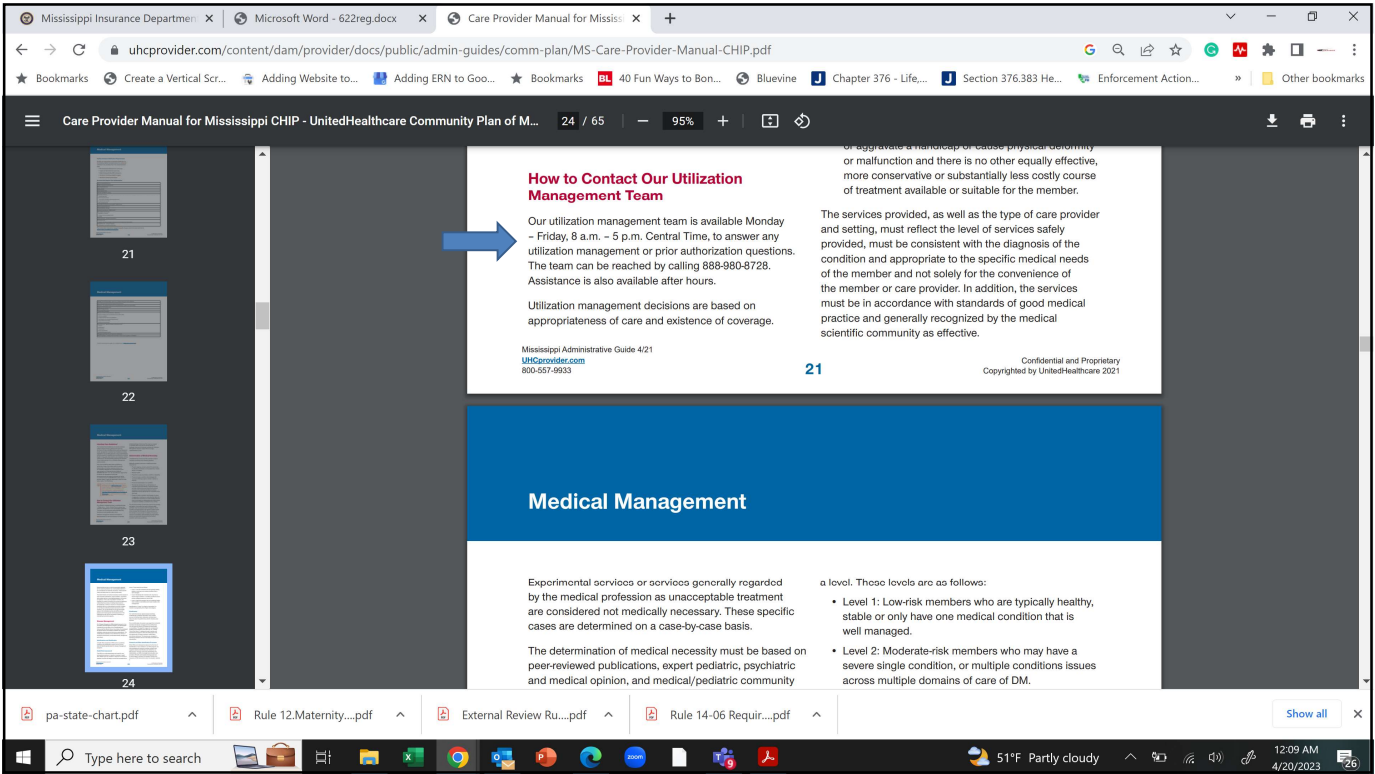 Mississippi Insurance Departmen
Microsoft Word - 622reg.docx
Care Provider Manual for Mississi
uhcprovider.com/content/dam/provider/docs/public/admin-guides/comm-plan/MS-Care-Provider-Manual-CHIP.pdf
Bookmarks
Create a Vertical Scr...
Adding Website to...
Adding ERN to Goo...
Bookmarks
BL 40 Fun Ways to Bon...
Bluevine
J Chapter 376 - Life,...
J Section 376.383 He...
Enforcement Action...
»
Other bookmarks
Care Provider Manual for Mississippi CHIP - UnitedHealthcare Community Plan of M...
24 / 65
95%
21
22
23
24
How to Contact Our Utilization
Management Team
Our utilization management team is available Monday
– Friday, 8 a.m. – 5 p.m. Central Time, to answer any
utilization management or prior authorization questions.
The team can be reached by calling 888-980-8728.
Assistance is also available after hours.
Utilization management decisions are based on
appropriateness of care and existence of coverage.
or aggravate a handicap or cause physical deformity
or malfunction and there is no other equally effective,
more conservative or substantially less costly course
of treatment available or suitable for the member.
The services provided, as well as the type of care provider
and setting, must reflect the level of services safely
provided, must be consistent with the diagnosis of the
condition and appropriate to the specific medical needs
of the member and not solely for the convenience of
the member or care provider. In addition, the services
must be in accordance with standards of good medical
practice and generally recognized by the medical
scientific community as effective.
Mississippi Administrative Guide 4/21
UHCprovider.com
800-557-9933
21
Confidential and Proprietary
Copyrighted by UnitedHealthcare 2021
Medical Management
Experimental services or services generally regarded
by the medical profession as unacceptable treatment
are considered not medically necessary. These specific
cases are determined on a case-by-case basis.
The determination of medical necessity must be based on
peer-reviewed publications, expert pediatric, psychiatric
and medical opinion, and medical/pediatric community
a level. These levels are as follows:
• Level 1: Low-risk members who are typically healthy,
stable or only have one medical condition that is
well managed.
• Level 2: Moderate-risk members who may have a
severe single condition, or multiple conditions issues
across multiple domains of care of DM.
pa-state-chart.pdf
Rule 12.Maternity....pdf
External Review Ru....pdf
Rule 14-06 Requir....pdf
Show all
Type here to search
zoom
9
51°F Partly cloudy
12:09 AM
4/20/2023
26